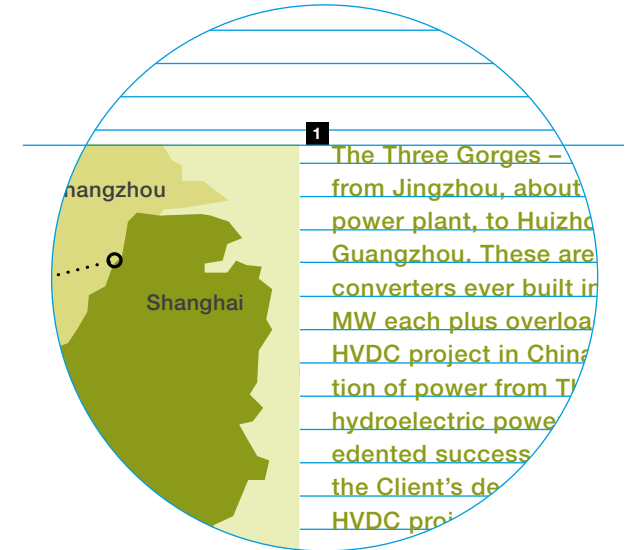 1
The Three Gorges –
from Jingzhou, about
power plant, to Huizho
Guangzhou. These are
converters ever built in
MW each plus overloa
HVDC project in China
tion of power from Th
hydroelectric powe
edented success
the Client's de
HVDC proj
hangzhou
Shanghai